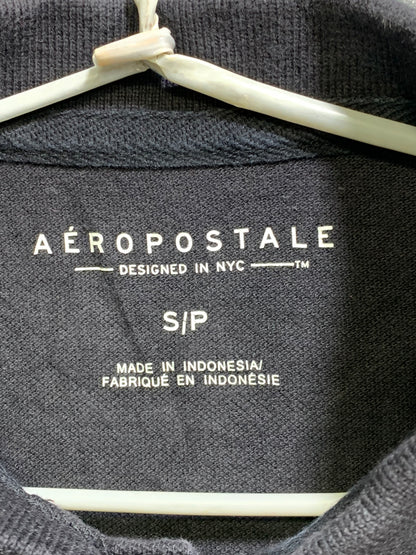 AÉROPOSTALE
DESIGNED IN NYC ™
S/P
MADE IN INDONESIA/
FABRIQUÉ EN INDONÉSIE